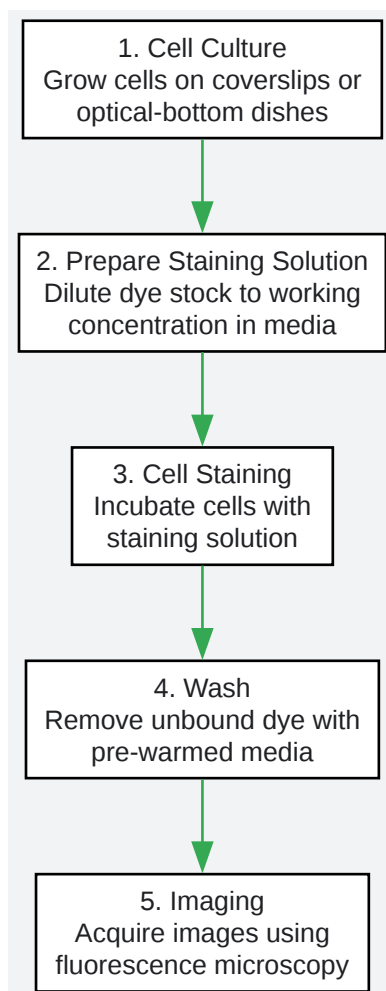 1. Cell Culture
Grow cells on coverslips or
optical-bottom dishes
2. Prepare Staining Solution
Dilute dye stock to working
concentration in media
3. Cell Staining
Incubate cells with
staining solution
4. Wash
Remove unbound dye with
pre-warmed media
5. Imaging
Acquire images using
fluorescence microscopy